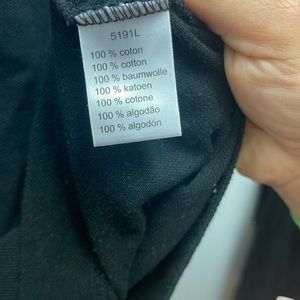 5191L
100 % coton
100 % cotton
100 % baumwolle
100 % katoen
100 % cotone
100 % algodão
100 % algodón